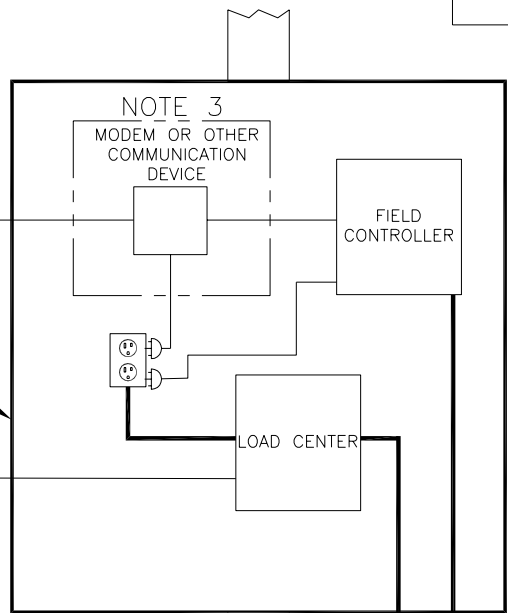 NOTE 3
MODEM OR OTHER
COMMUNICATION
DEVICE
FIELD
CONTROLLER
LOAD CENTER